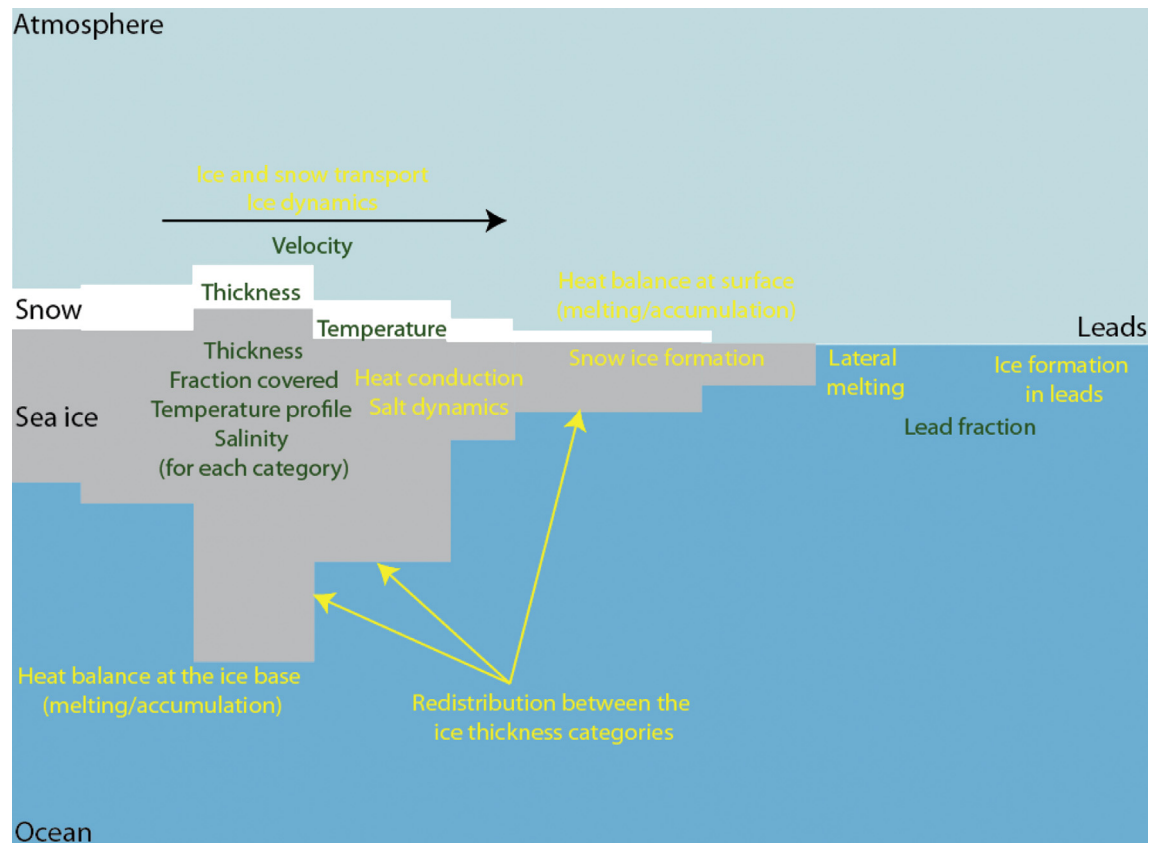 Atmosphere
Ice and snow transport
Ice dynamics
Velocity
Heat balance at surface
(melting/accumulation)
Thickness
Snow
Temperature
Leads
Thickness
Fraction covered
Temperature profile
Salinity
(for each category)
Heat conduction
Salt dynamics
Snow ice formation
Lateral
melting
Ice formation
in leads
Lead fraction
Sea ice
Heat balance at the ice base
(melting/accumulation)
Redistribution between the
ice thickness categories
Ocean